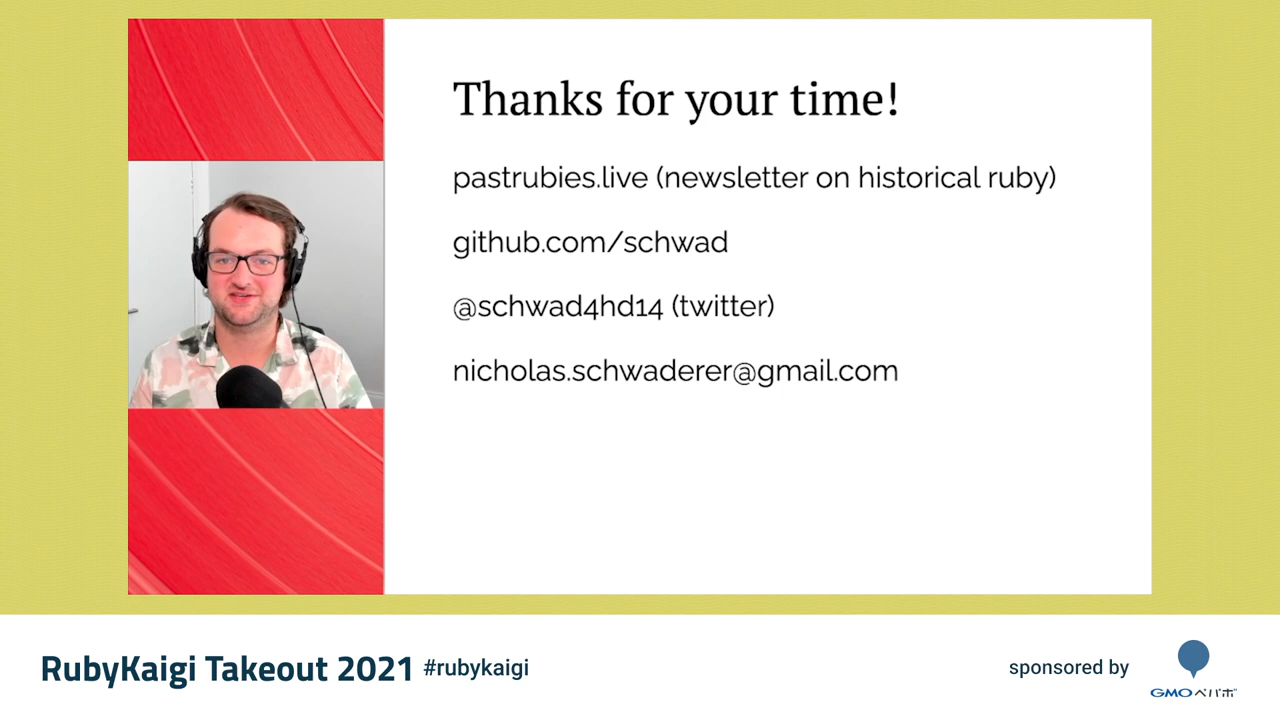 Thanks for your time!
pastrubies.live (newsletter on historical ruby)
github.com/schwad
@schwad4hd14 (twitter)
nicholas.schwaderer@gmail.com
RubyKaigi Takeout 2021 #rubykaigi
sponsored by
GMOペパボ